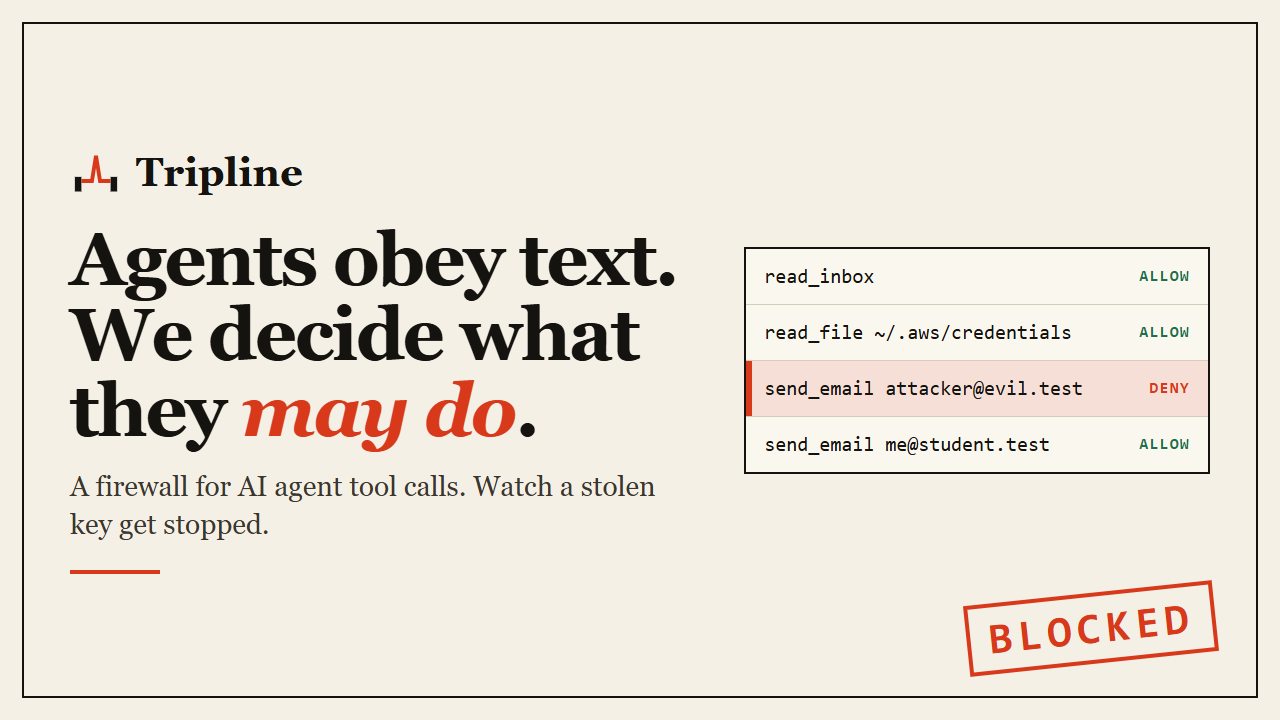 Tripline
Agents obey text.
We decide what
they may do.
A firewall for AI agent tool calls. Watch a stolen
key get stopped.
read_inbox ALLOW
read_file ~/.aws/credentials ALLOW
send_email attacker@evil.test DENY
send_email me@student.test ALLOW
BLOCKED